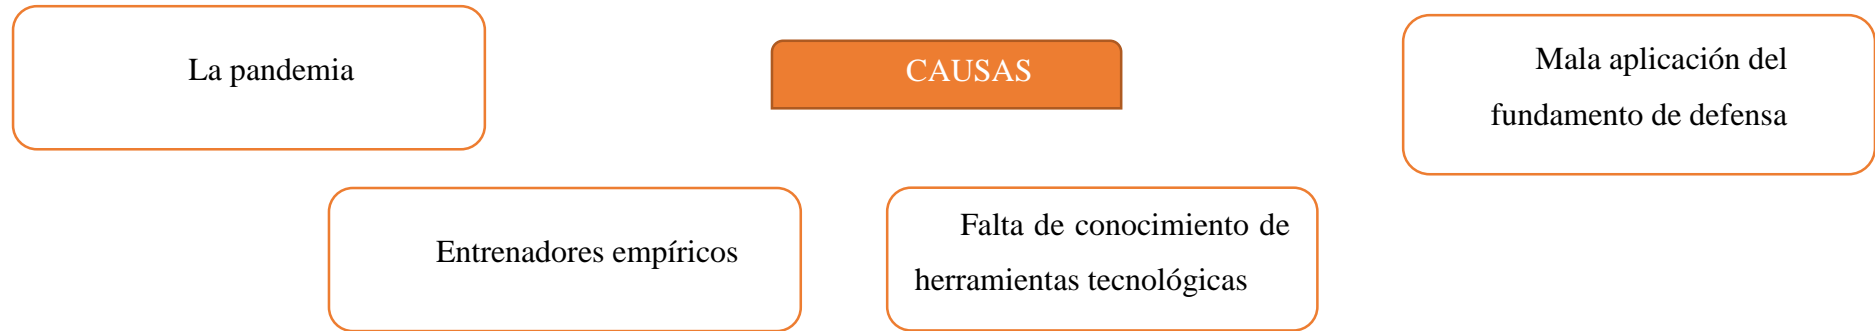 La pandemia
CAUSAS
Mala aplicación del
fundamento de defensa
Entrenadores empíricos
Falta de conocimiento de
herramientas tecnológicas